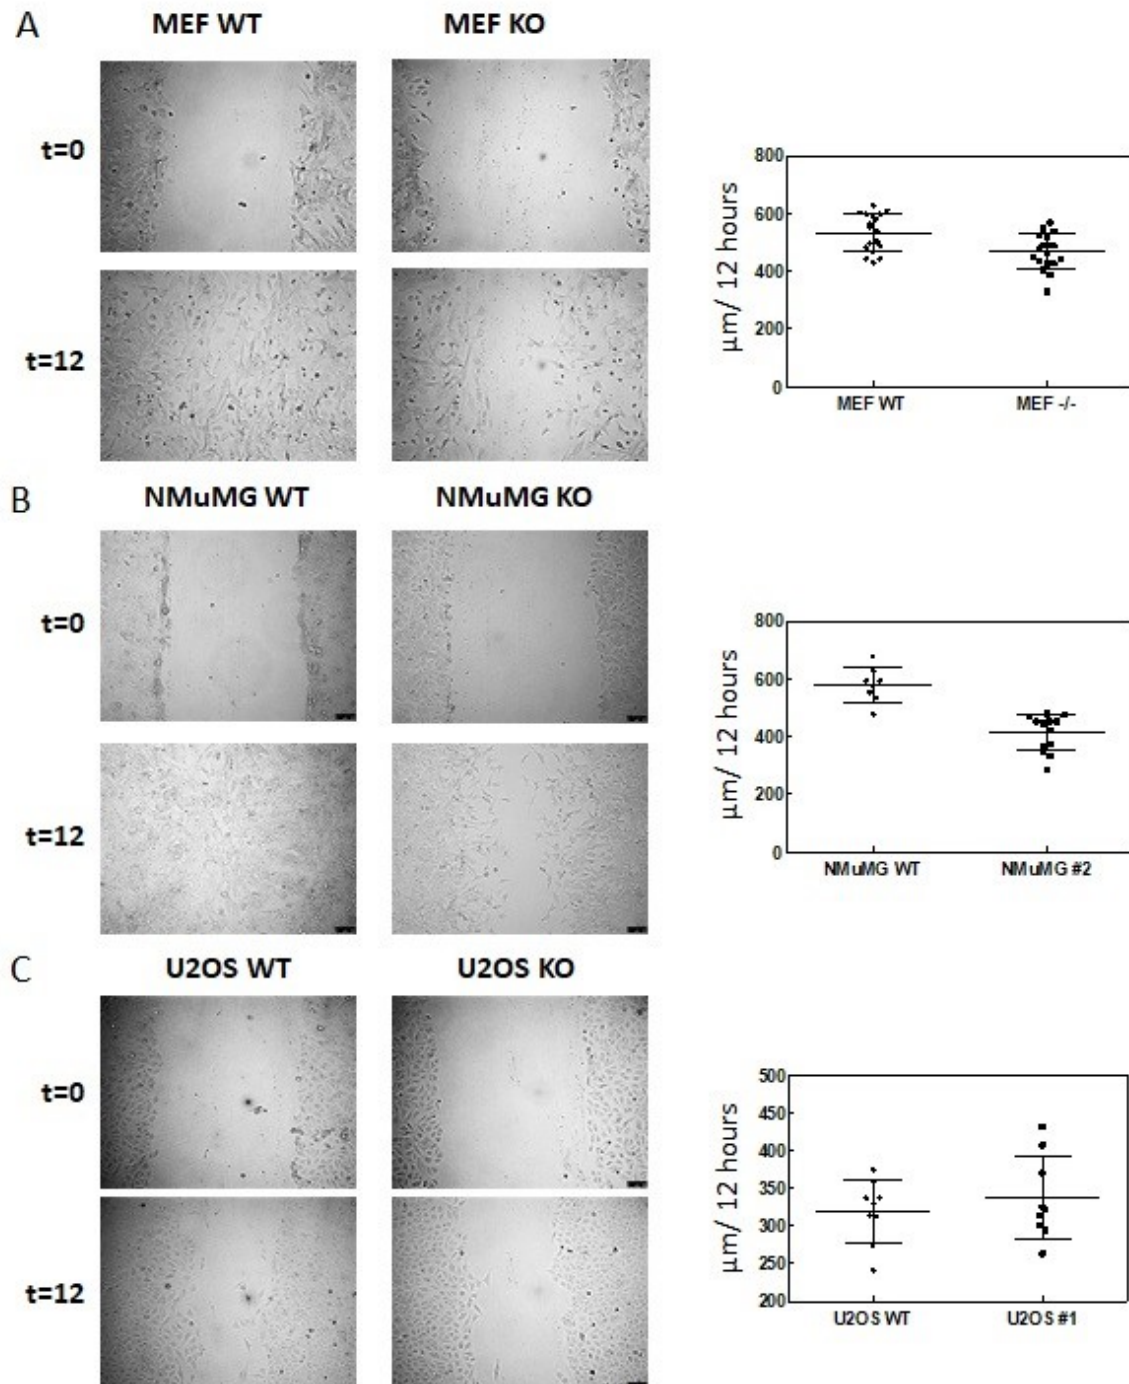 A
MEF WT
MEF KO
t=0
t=12
800
600
400
200
0
μm/ 12 hours
MEF WT
MEF -/-
B
NMuMG WT
NMuMG KO
t=0
t=12
800
600
400
200
0
μm/ 12 hours
NMuMG WT
NMuMG #2
C
U2OS WT
U2OS KO
t=0
t=12
500
450
400
350
300
250
200
μm/ 12 hours
U2OS WT
U2OS #1